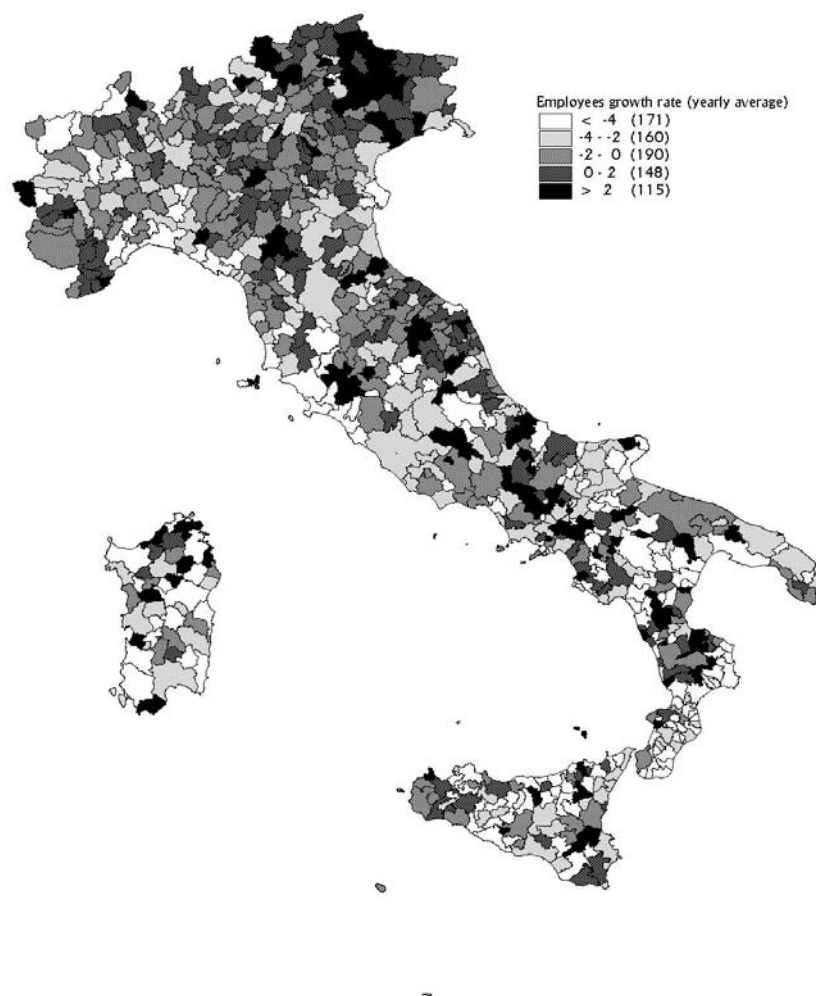 Employees growth rate (yearly average)
< -4 (171)
-4 - -2 (160)
-2 - 0 (190)
0 - 2 (148)
> 2 (115)